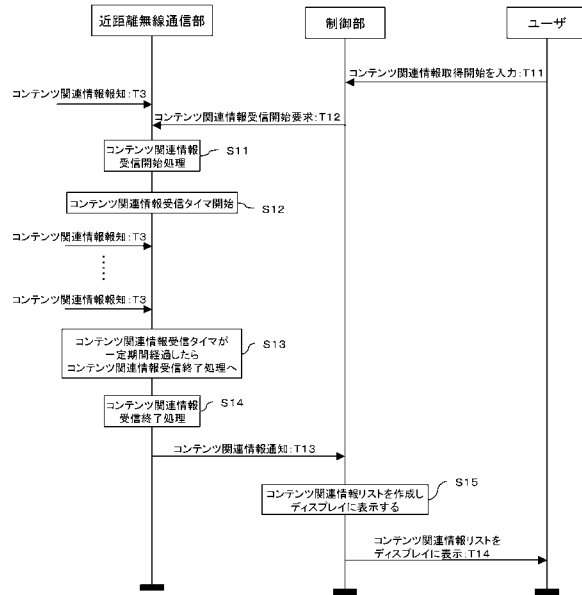 近距離無線通信部
制御部
ユーザ
コンテンツ関連情報取得開始を入力:T11
コンテンツ関連情報報知:T3
コンテンツ関連情報受信開始要求:T12
コンテンツ関連情報
受信開始処理
S11
コンテンツ関連情報受信タイマ開始
S12
コンテンツ関連情報報知:T3
コンテンツ関連情報報知:T3
コンテンツ関連情報受信タイマが
一定期間経過したら
コンテンツ関連情報受信終了処理へ
S13
コンテンツ関連情報
受信終了処理
S14
コンテンツ関連情報通知:T13
コンテンツ関連情報リストを作成し
ディスプレイに表示する
S15
コンテンツ関連情報リストを
ディスプレイに表示:T14